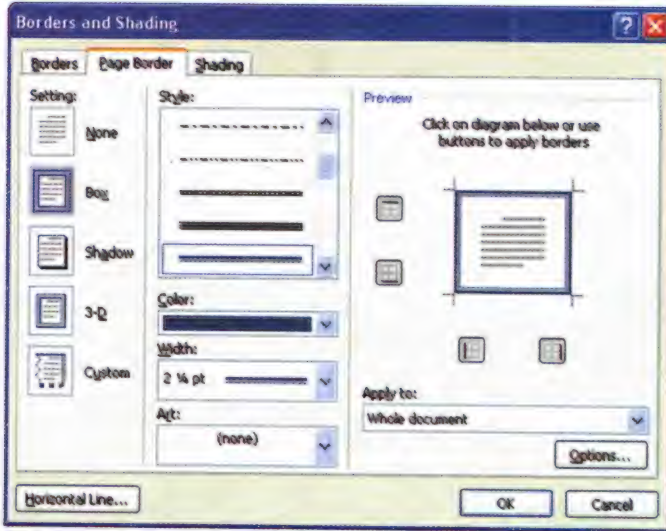 Borders and Shading
Borders Page Border Shading
Setting:
None
Box
Shadow
3-D
Custom
Style:
Color:
Width:
2 ¼ pt
Art:
(none)
Preview
Click on diagram below or use
buttons to apply borders
Apply to:
Whole document
Options...
Horizontal Line...
OK Cancel